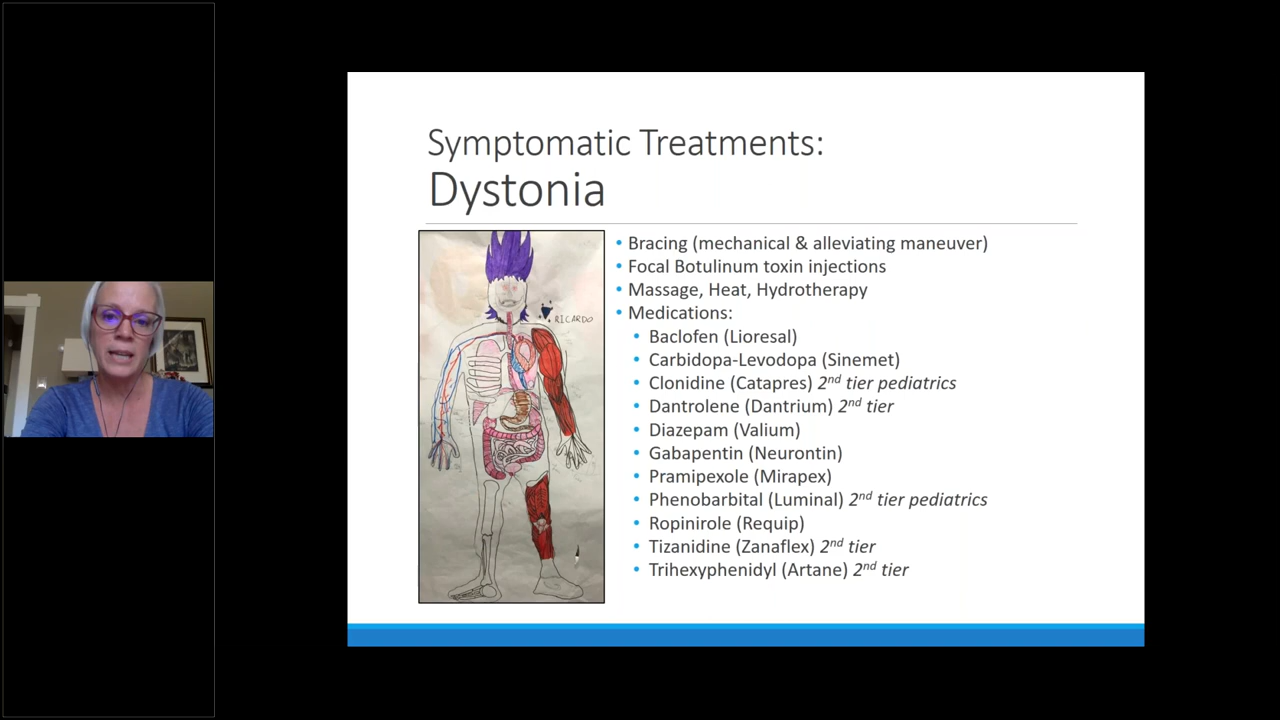 Symptomatic Treatments:
Dystonia
• Bracing (mechanical & alleviating maneuver)
• Focal Botulinum toxin injections
• Massage, Heat, Hydrotherapy
• Medications:
• Baclofen (Lioresal)
• Carbidopa-Levodopa (Sinemet)
• Clonidine (Catapres) 2nd tier pediatrics
• Dantrolene (Dantrium) 2nd tier
• Diazepam (Valium)
• Gabapentin (Neurontin)
• Pramipexole (Mirapex)
• Phenobarbital (Luminal) 2nd tier pediatrics
• Ropinirole (Requip)
• Tizanidine (Zanaflex) 2nd tier
• Trihexyphenidyl (Artane) 2nd tier
RICARDO